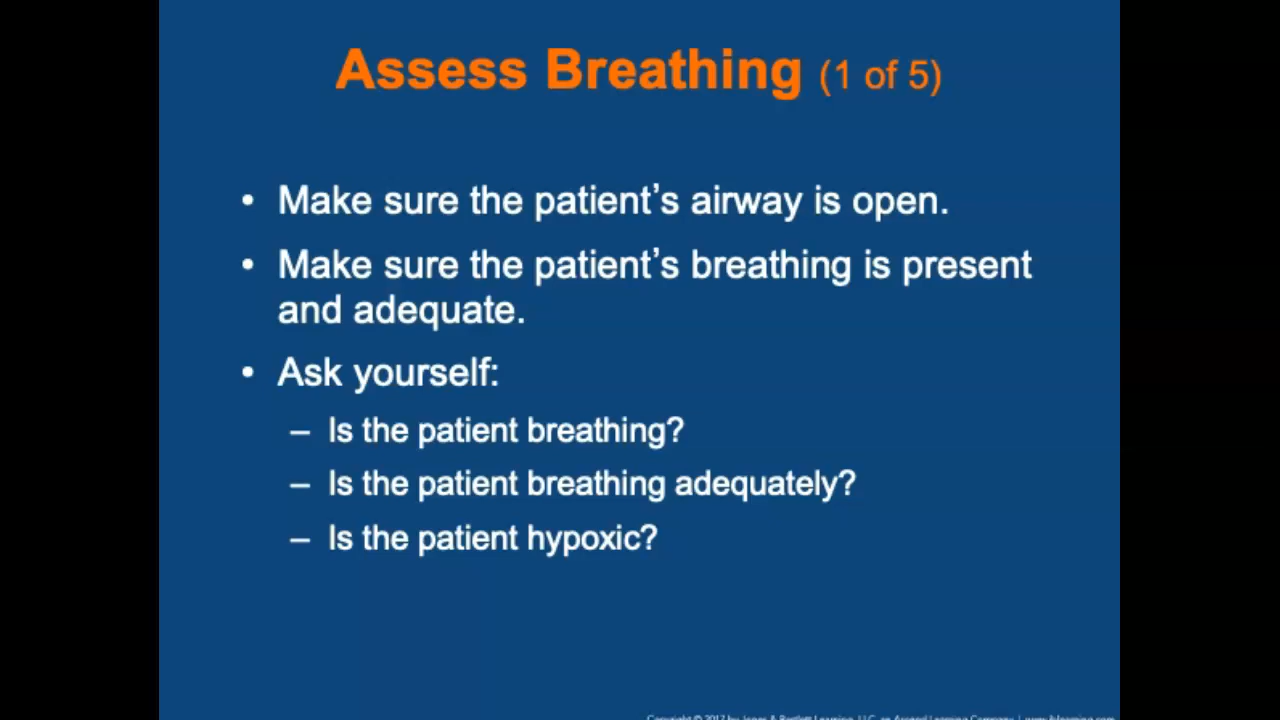 Assess Breathing (1 of 5)
• Make sure the patient’s airway is open.
• Make sure the patient’s breathing is present
and adequate.
• Ask yourself:
– Is the patient breathing?
– Is the patient breathing adequately?
– Is the patient hypoxic?